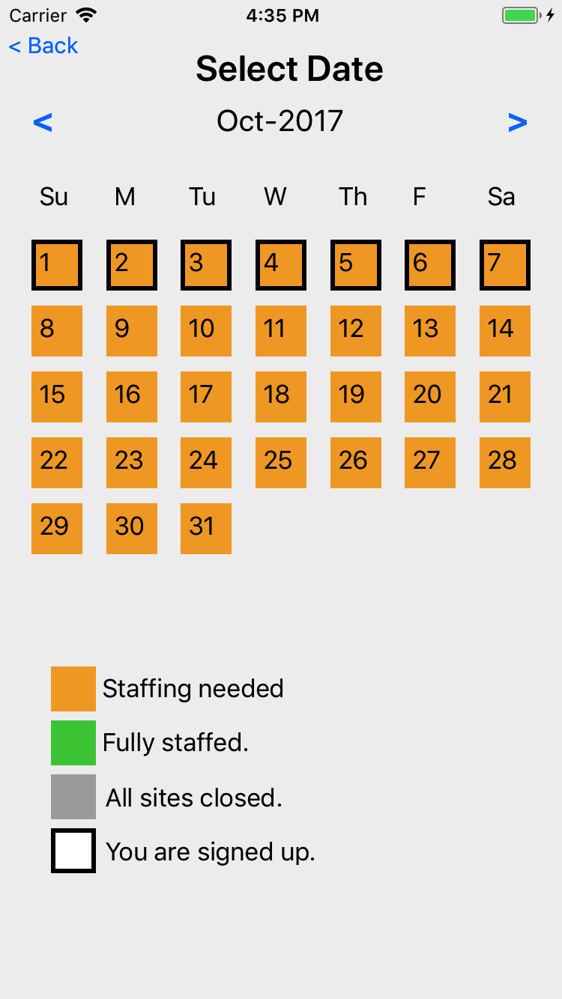 Carrier 4:35 PM
< Back
Select Date
< Oct-2017 >
Su M Tu W Th F Sa
1 2 3 4 5 6 7
8 9 10 11 12 13 14
15 16 17 18 19 20 21
22 23 24 25 26 27 28
29 30 31
Staffing needed
Fully staffed.
All sites closed.
You are signed up.